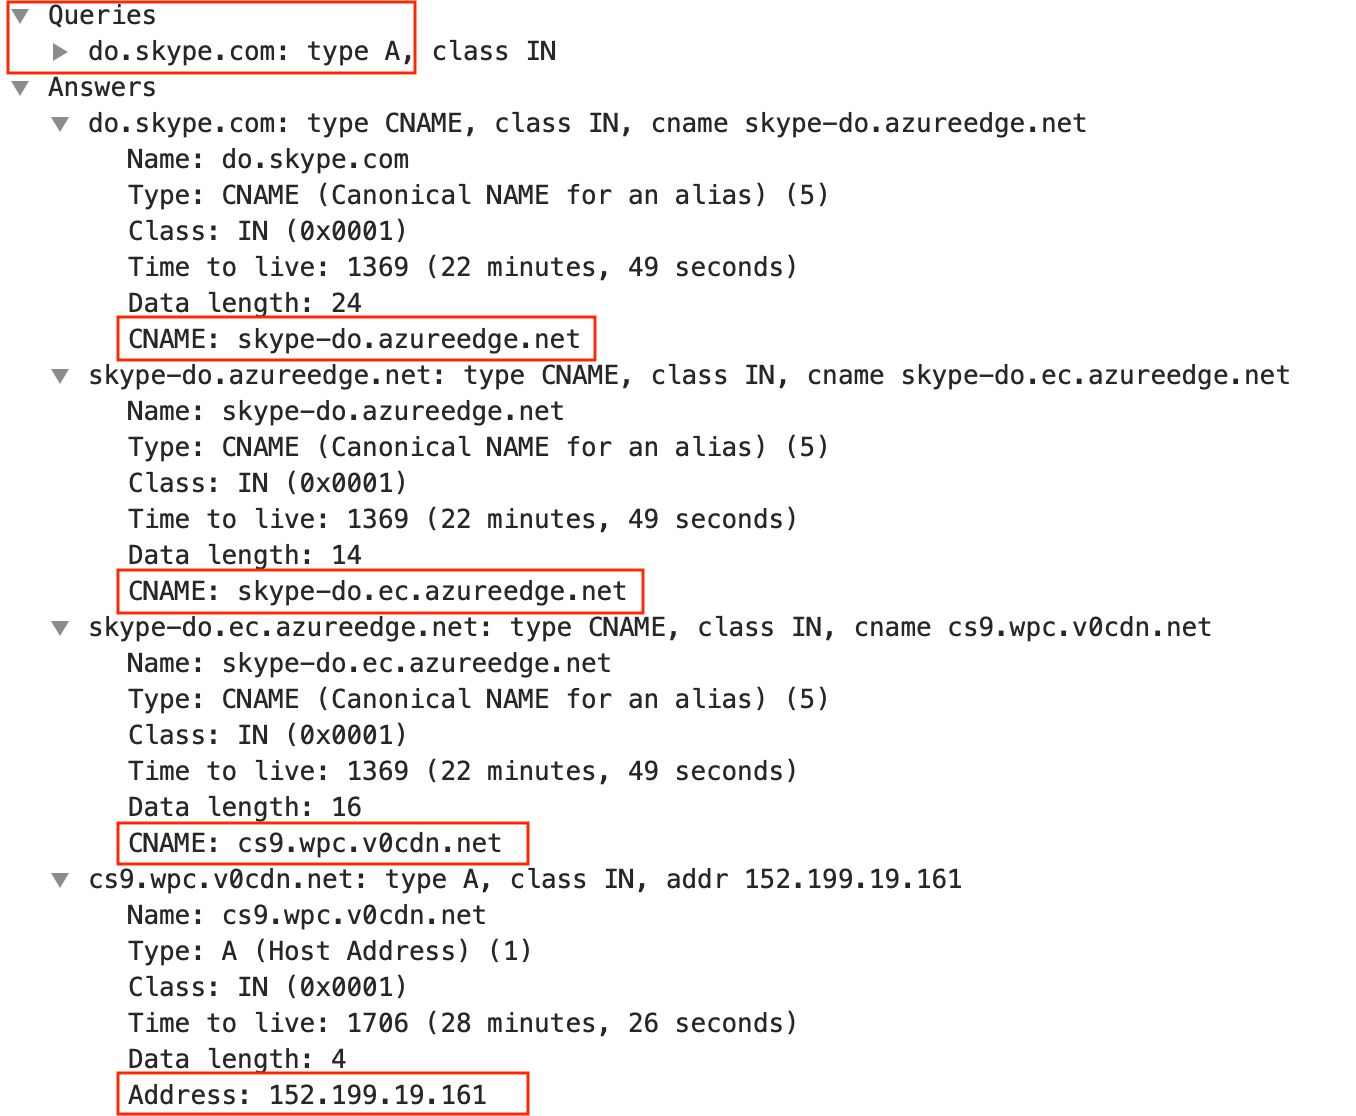 Queries
do.skype.com: type A, class IN
Answers
do.skype.com: type CNAME, class IN, cname skype-do.azureedge.net
Name: do.skype.com
Type: CNAME (Canonical NAME for an alias) (5)
Class: IN (0x0001)
Time to live: 1369 (22 minutes, 49 seconds)
Data length: 24
CNAME: skype-do.azureedge.net
skype-do.azureedge.net: type CNAME, class IN, cname skype-do.ec.azureedge.net
Name: skype-do.azureedge.net
Type: CNAME (Canonical NAME for an alias) (5)
Class: IN (0x0001)
Time to live: 1369 (22 minutes, 49 seconds)
Data length: 14
CNAME: skype-do.ec.azureedge.net
skype-do.ec.azureedge.net: type CNAME, class IN, cname cs9.wpc.v0cdn.net
Name: skype-do.ec.azureedge.net
Type: CNAME (Canonical NAME for an alias) (5)
Class: IN (0x0001)
Time to live: 1369 (22 minutes, 49 seconds)
Data length: 16
CNAME: cs9.wpc.v0cdn.net
cs9.wpc.v0cdn.net: type A, class IN, addr 152.199.19.161
Name: cs9.wpc.v0cdn.net
Type: A (Host Address) (1)
Class: IN (0x0001)
Time to live: 1706 (28 minutes, 26 seconds)
Data length: 4
Address: 152.199.19.161